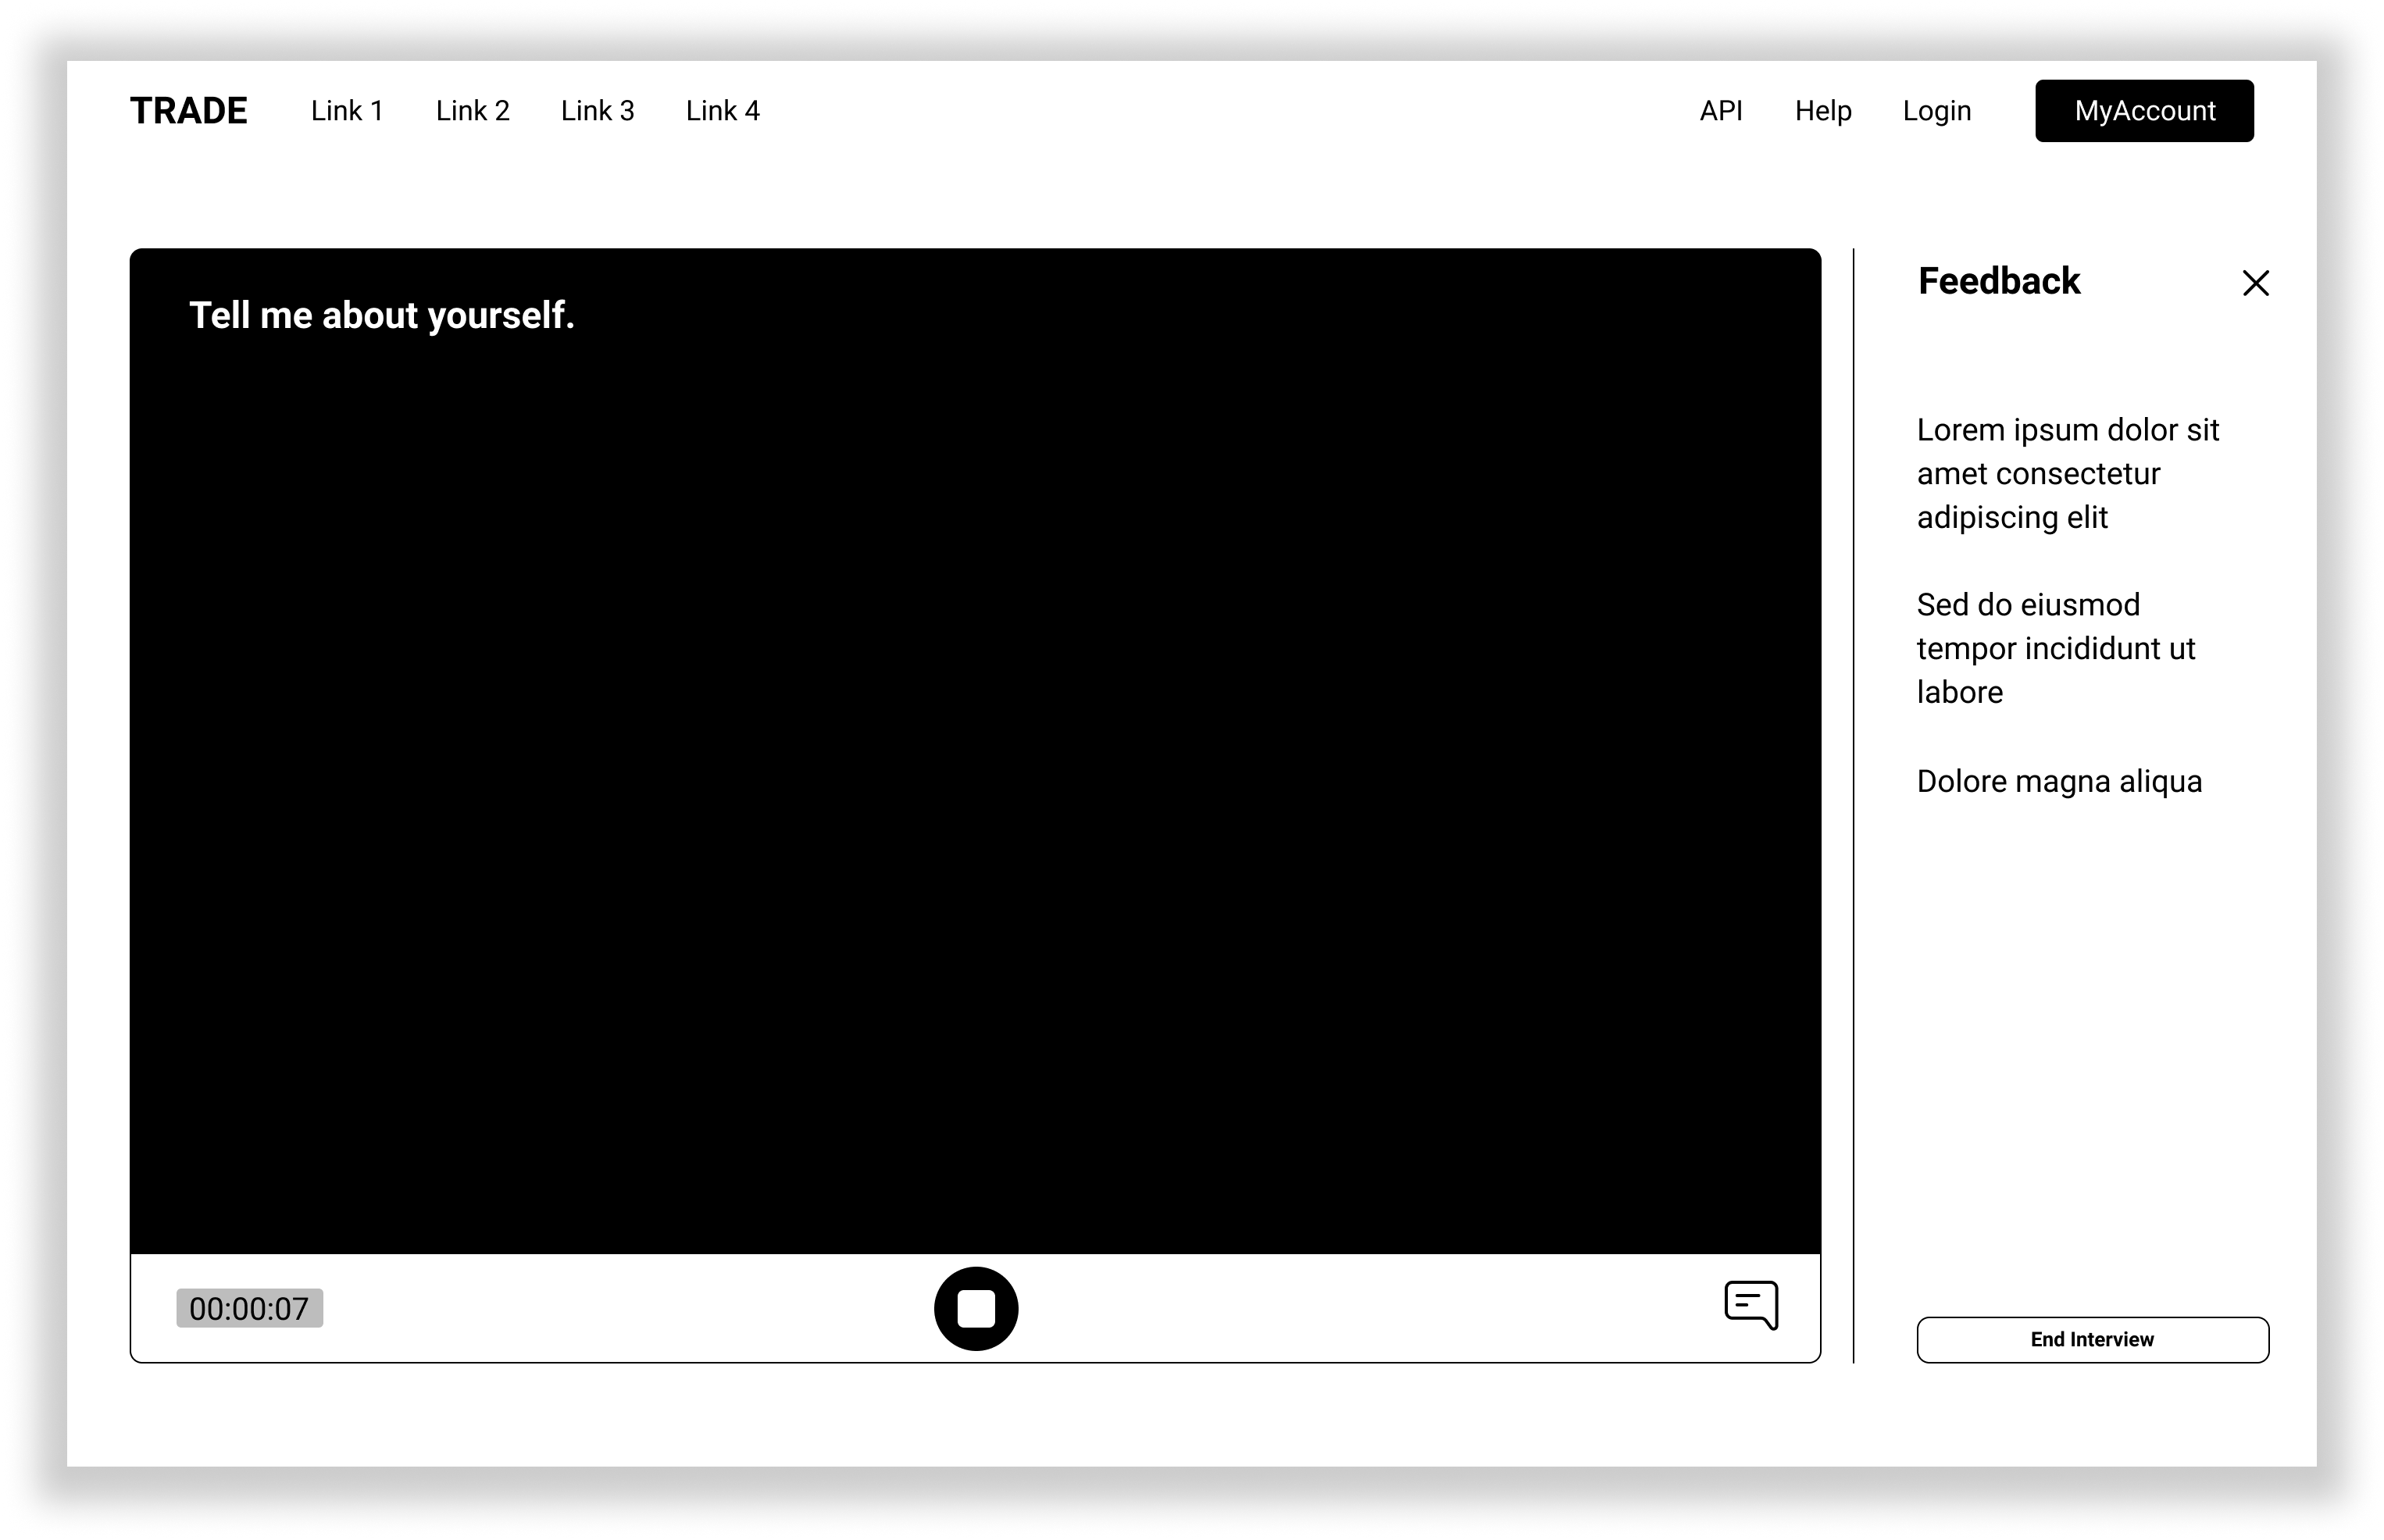 TRADE Link 1 Link 2 Link 3 Link 4 API Help Login MyAccount
Tell me about yourself.
00:00:07
Feedback
Lorem ipsum dolor sit
amet consectetur
adipiscing elit
Sed do eiusmod
tempor incididunt ut
labore
Dolore magna aliqua
End Interview